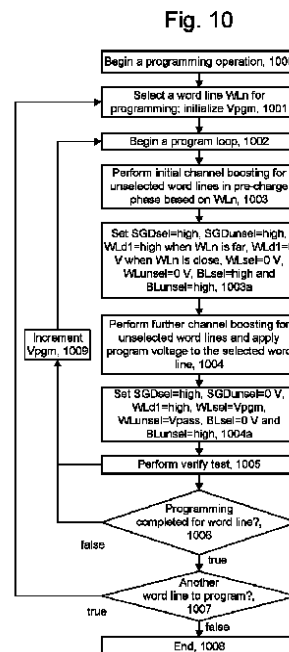 Fig. 10
Begin a programming operation, 1000
Select a word line WLn for
programming; initialize Vpgm, 1001
Begin a program loop, 1002
Perform initial channel boosting for
unselected word lines in pre-charge
phase based on WLn, 1003
Set SGDsel=high, SGDunsel=high,
WLd1=high when WLn is far, WLd1=0
V when WLn is close, WLsel=0 V,
WLunsel=0 V, BLsel=high and
BLunsel=high, 1003a
Increment
Vpgm, 1009
Perform further channel boosting for
unselected word lines and apply
program voltage to the selected word
line, 1004
Set SGDsel=high, SGDunsel=0 V,
WLd1=high, WLsel=Vpgm,
WLunsel=Vpass, BLsel=0 V and
BLunsel=high, 1004a
Perform verify test, 1005
Programming
completed for word line?,
1006
false
true
Another
word line to program?,
1007
true
false
End, 1008